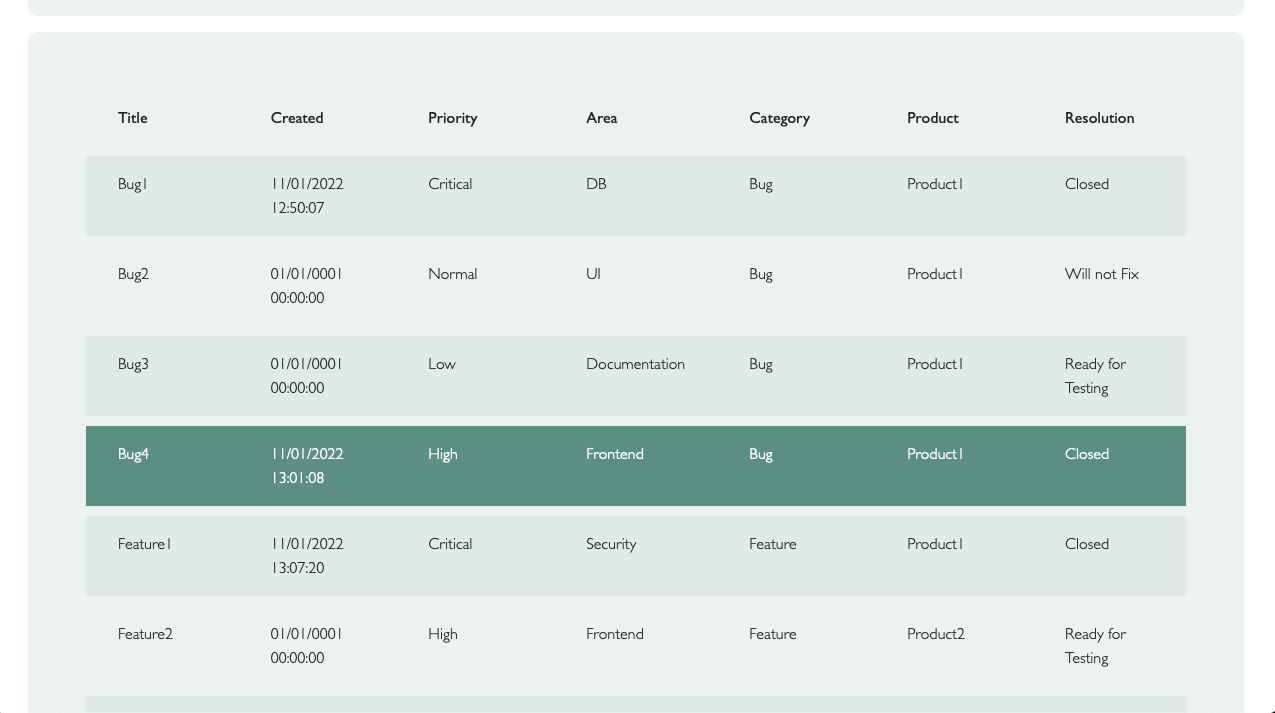 Title Created Priority Area Category Product Resolution
Bug1 11/01/2022 Critical DB Bug Product1 Closed
12:50:07
Bug2 01/01/0001 Normal UI Bug Product1 Will not Fix
00:00:00
Bug3 01/01/0001 Low Documentation Bug Product1 Ready for
00:00:00 Testing
Bug4 11/01/2022 High Frontend Bug Product1 Closed
13:01:08
Feature1 11/01/2022 Critical Security Feature Product1 Closed
13:07:20
Feature2 01/01/0001 High Frontend Feature Product2 Ready for
00:00:00 Testing